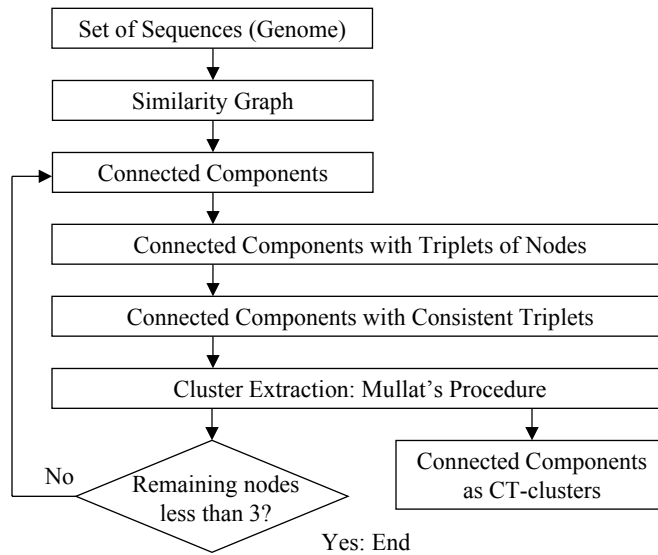 Set of Sequences (Genome)
Similarity Graph
Connected Components
Connected Components with Triplets of Nodes
Connected Components with Consistent Triplets
Cluster Extraction: Mullat's Procedure
No
Remaining nodes
less than 3?
Connected Components
as CT-clusters
Yes: End